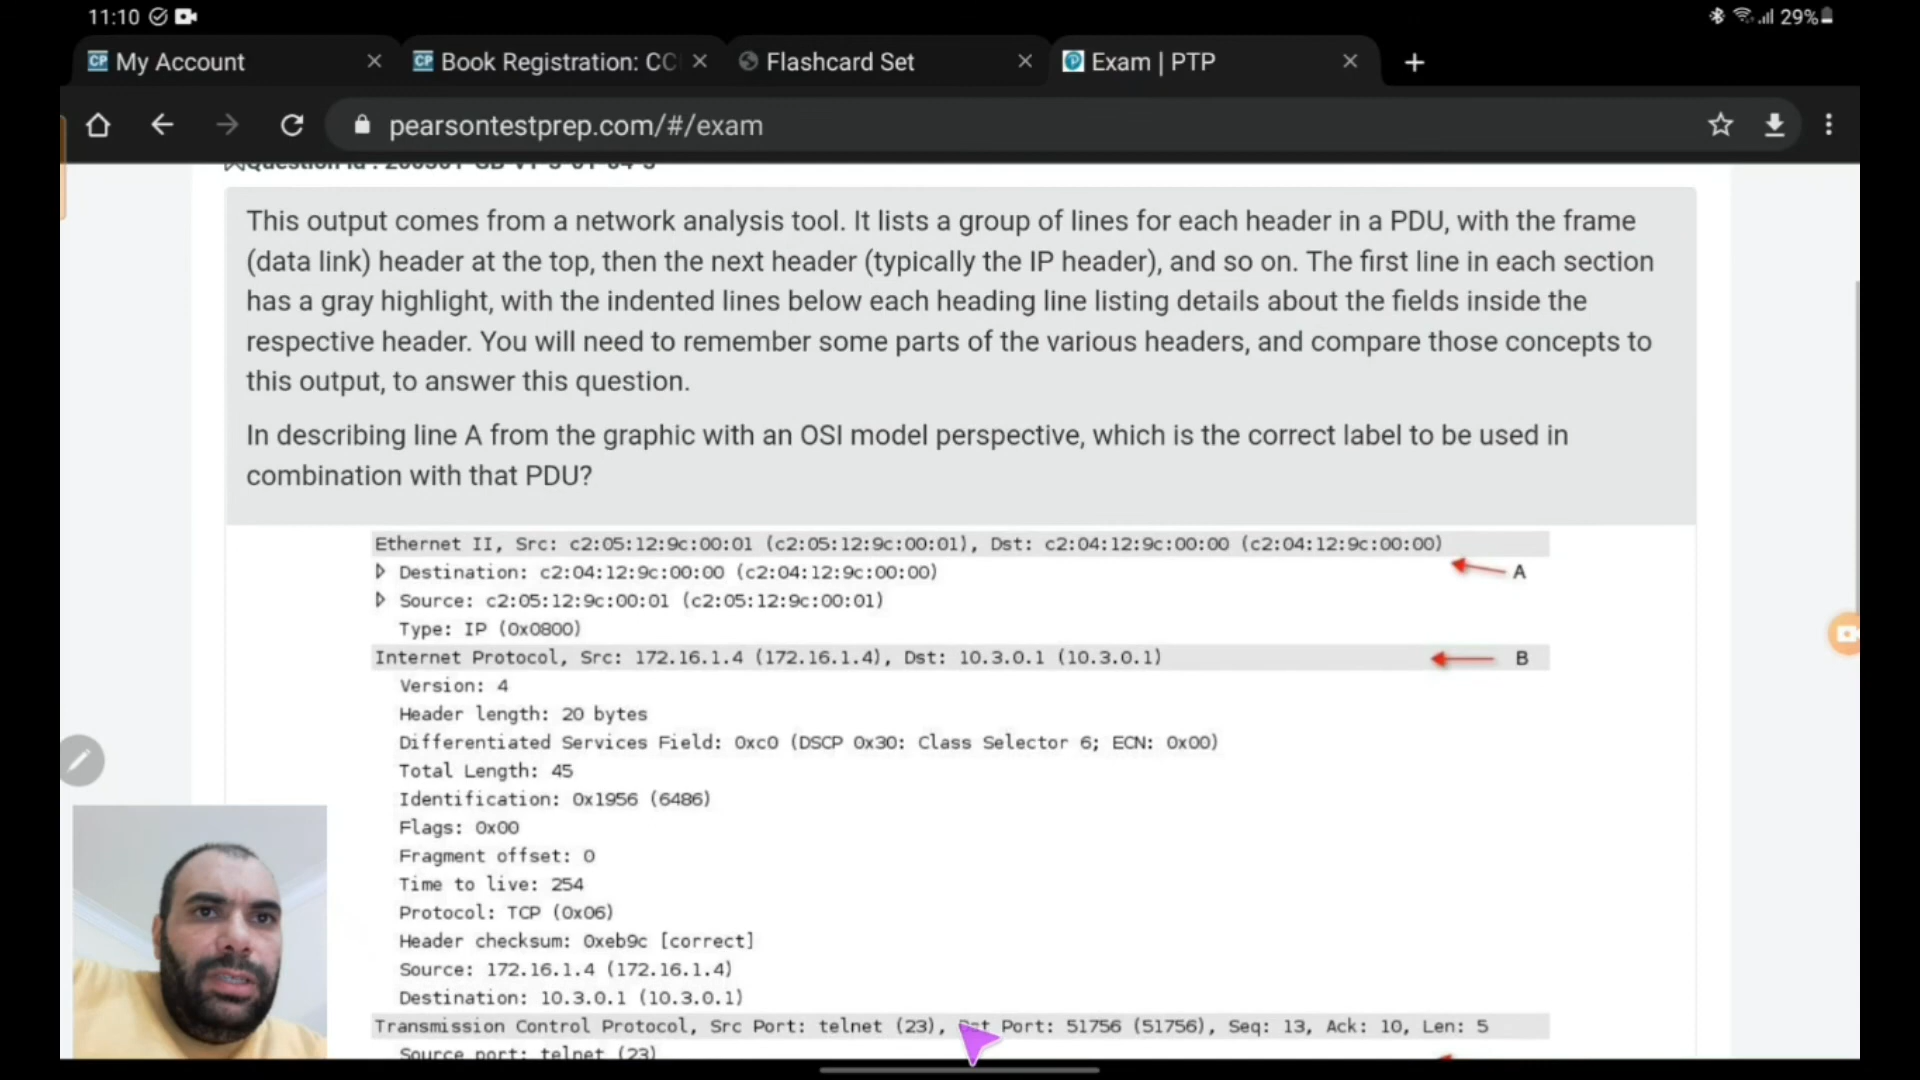 11:10
29%
My Account
Book Registration: CC
Flashcard Set
Exam | PTP
pearsontestprep.com/#/exam
This output comes from a network analysis tool. It lists a group of lines for each header in a PDU, with the frame
(data link) header at the top, then the next header (typically the IP header), and so on. The first line in each section
has a gray highlight, with the indented lines below each heading line listing details about the fields inside the
respective header. You will need to remember some parts of the various headers, and compare those concepts to
this output, to answer this question.
In describing line A from the graphic with an OSI model perspective, which is the correct label to be used in
combination with that PDU?
Ethernet II, Src: c2:05:12:9c:00:01 (c2:05:12:9c:00:01), Dst: c2:04:12:9c:00:00 (c2:04:12:9c:00:00)
Destination: c2:04:12:9c:00:00 (c2:04:12:9c:00:00)
A
Source: c2:05:12:9c:00:01 (c2:05:12:9c:00:01)
Type: IP (0x0800)
Internet Protocol, Src: 172.16.1.4 (172.16.1.4), Dst: 10.3.0.1 (10.3.0.1)
B
Version: 4
Header length: 20 bytes
Differentiated Services Field: 0xc0 (DSCP 0x30: Class Selector 6; ECN: 0x00)
Total Length: 45
Identification: 0x1956 (6486)
Flags: 0x00
Fragment offset: 0
Time to live: 254
Protocol: TCP (0x06)
Header checksum: 0xeb9c [correct]
Source: 172.16.1.4 (172.16.1.4)
Destination: 10.3.0.1 (10.3.0.1)
Transmission Control Protocol, Src Port: telnet (23), Dst Port: 51756 (51756), Seq: 13, Ack: 10, Len: 5
Source port: telnet (23)